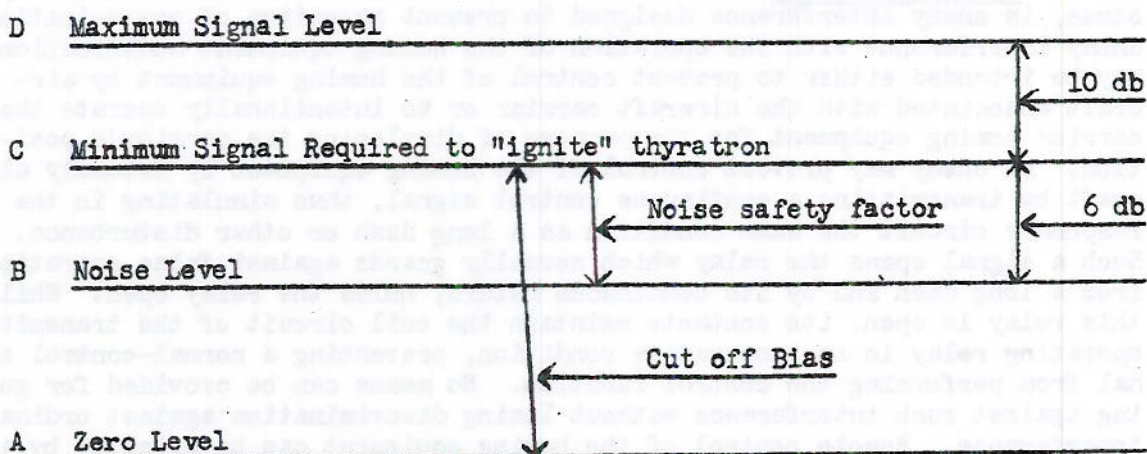 D Maximum Signal Level
10 db
C Minimum Signal Required to "ignite" thyratron
Noise safety factor
6 db
B Noise Level
Cut off Bias
A Zero Level